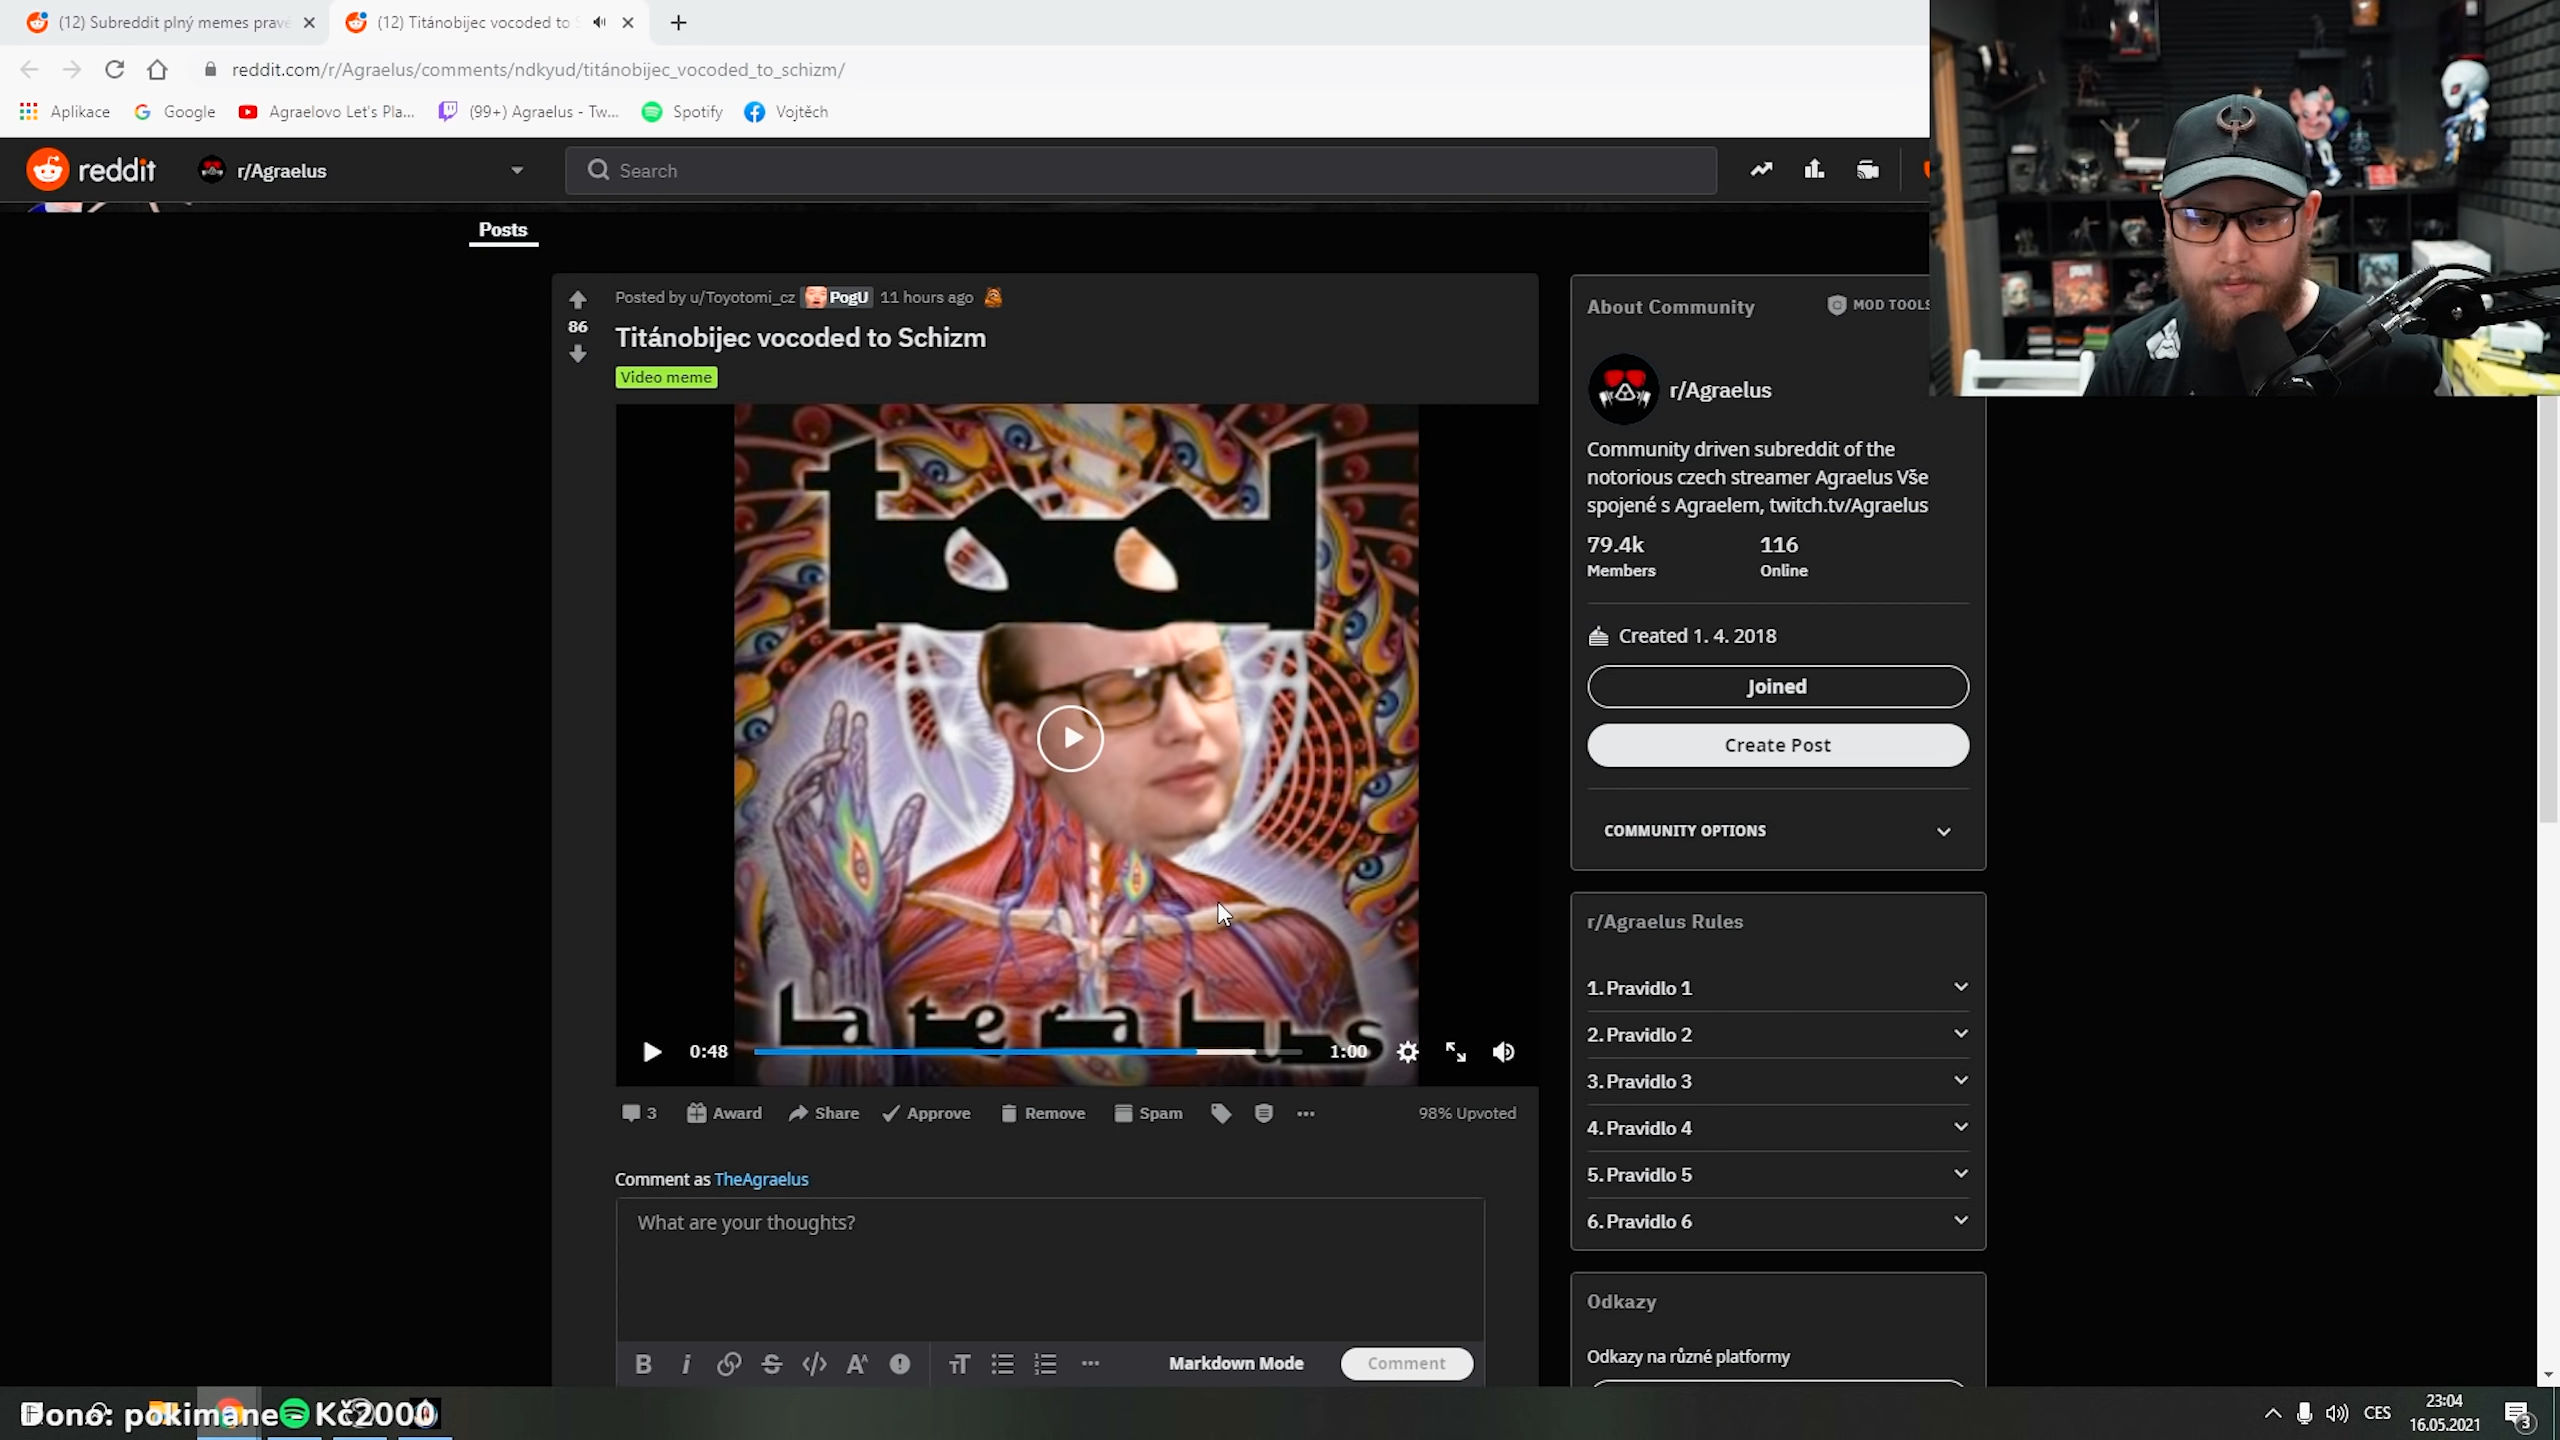 (12) Subreddit plný memes pravé
(12) Titánobijec vocoded to S
reddit.com/r/Agraelus/comments/ndkyud/titánobijec_vocoded_to_schizm/
Aplikace
Google
Agraelovo Let's Pla...
(99+) Agraelus - Tw...
Spotify
Vojtěch
reddit
r/Agraelus
Search
Posts
Posted by u/Toyotomi_cz PogU 11 hours ago
86
Titánobijec vocoded to Schizm
Video meme
tool
Lateralus
0:48
1:00
3
Award
Share
Approve
Remove
Spam
98% Upvoted
Comment as TheAgraelus
What are your thoughts?
Markdown Mode
Comment
About Community
MOD TOOLS
r/Agraelus
Community driven subreddit of the
notorious czech streamer Agraelus Vše
spojené s Agraelem, twitch.tv/Agraelus
79.4k
116
Members
Online
Created 1. 4. 2018
Joined
Create Post
COMMUNITY OPTIONS
r/Agraelus Rules
1. Pravidlo 1
2. Pravidlo 2
3. Pravidlo 3
4. Pravidlo 4
5. Pravidlo 5
6. Pravidlo 6
Odkazy
Odkazy na různé platformy
Dono: pokimane Kč2000
CES
23:04
16.05.2021
3